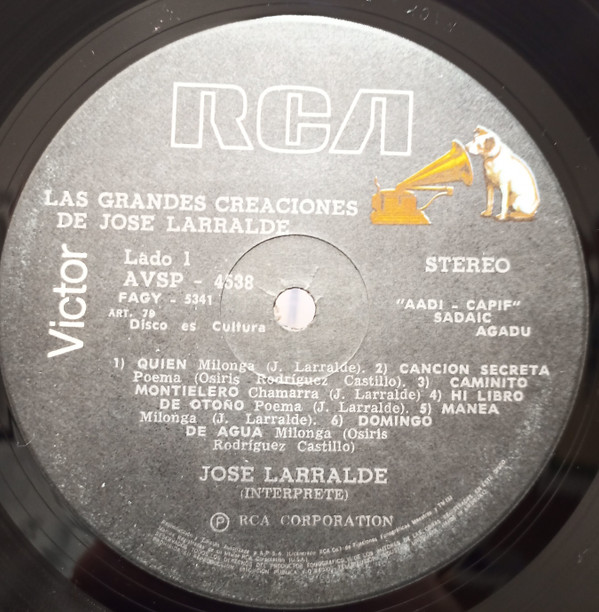 RCA
LAS GRANDES CREACIONES
DE JOSE LARRALDE
Victor
Lado 1
AVSP - 4538
FAGY - 5341
ART. 79
Disco es Cultura
STEREO
"AADI - CAPIF"
SADAIC
AGADU
1) QUIEN Milonga (J. Larralde). 2) CANCION SECRETA
Poema (Osiris Rodríguez Castillo). 3) CAMINITO
MONTIELERO Chamarra (J. Larralde) 4) HI LIBRO
DE OTOÑO Poema (J. Larralde). 5) MANEA
Milonga (J. Larralde). 6) DOMINGO
DE AGUA Milonga (Osiris
Rodríguez Castillo)
JOSE LARRALDE
(INTERPRETE)
Ⓟ RCA CORPORATION